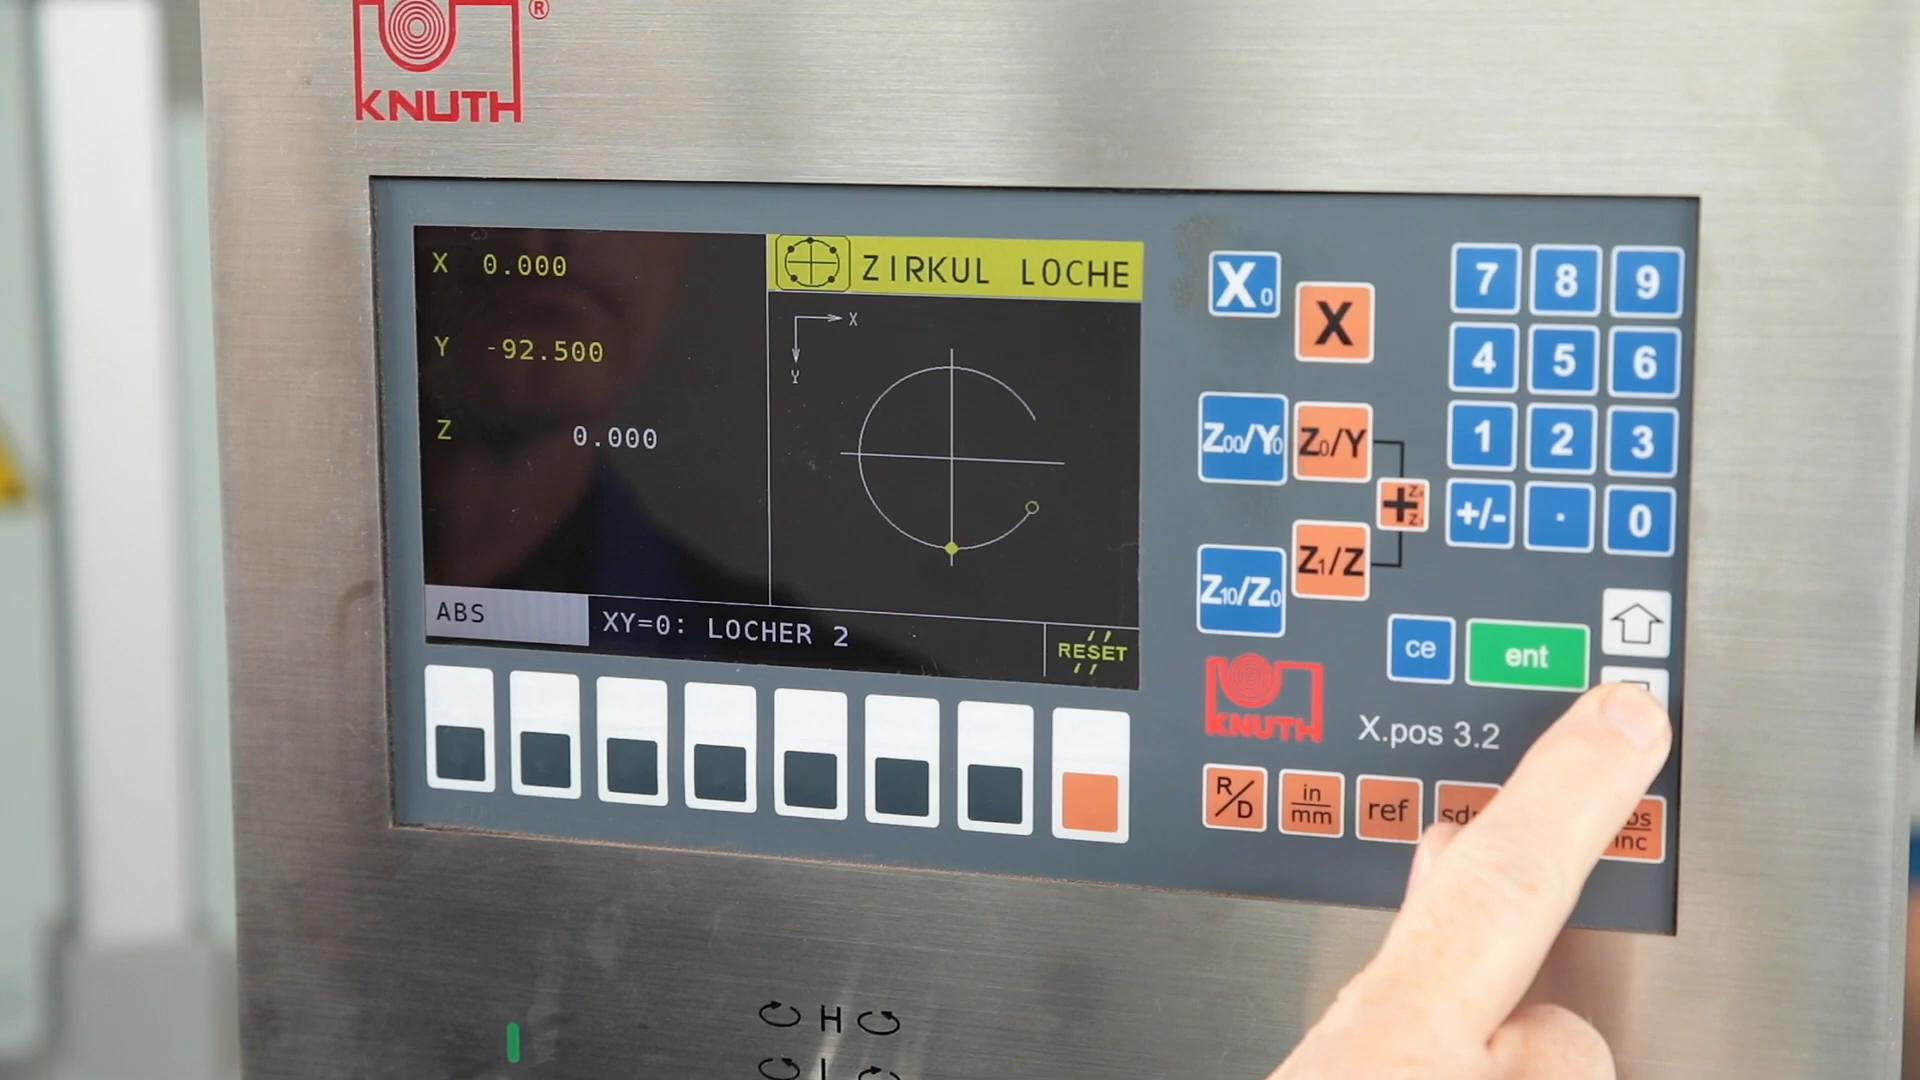 ®
KNUTH
X 0.000
Y -92.500
Z 0.000
ZIRKUL LOCHE
X
Y
ABS
XY=0: LOCHER 2
RESET
X0
X
Z00/Y0
Z0/Y
Z1/Z
Z10/Z0
7 8 9
4 5 6
1 2 3
+/- · 0
ce
ent
KNUTH
X.pos 3.2
R/D
in
mm
ref
inc
H